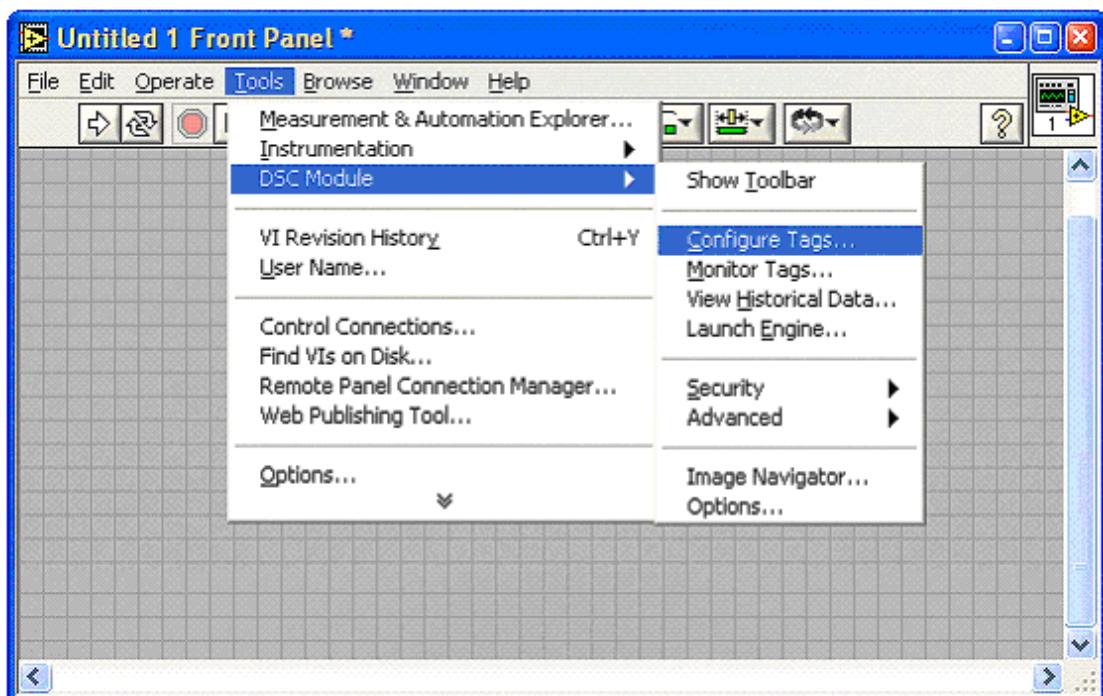 Untitled 1 Front Panel *
File Edit Operate Tools Browse Window Help
Measurement & Automation Explorer...
Instrumentation
DSC Module
VI Revision History Ctrl+Y
User Name...
Control Connections...
Find VIs on Disk...
Remote Panel Connection Manager...
Web Publishing Tool...
Options...
Show Toolbar
Configure Tags...
Monitor Tags...
View Historical Data...
Launch Engine...
Security
Advanced
Image Navigator...
Options...
?
1